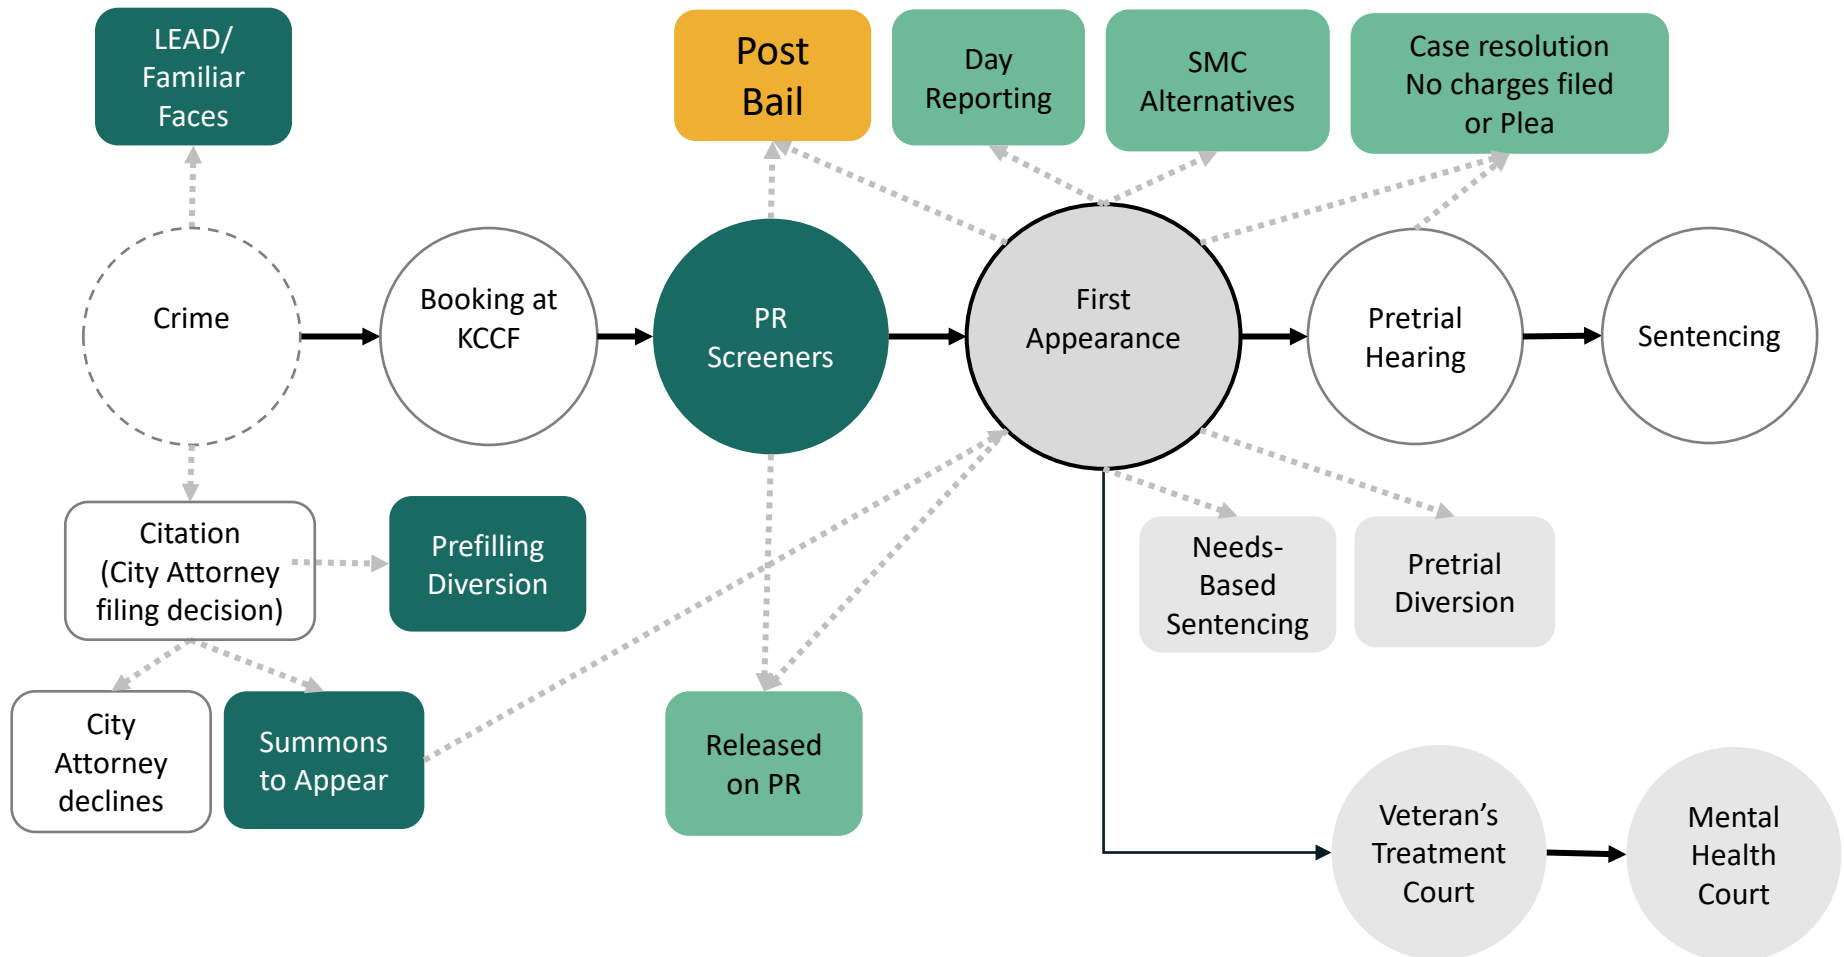 LEAD/
Familiar
Faces
Post
Bail
Day
Reporting
SMC
Alternatives
Case resolution
No charges filed
or Plea
Crime
Booking at
KCCF
PR
Screeners
First
Appearance
Pretrial
Hearing
Sentencing
Citation
(City Attorney
filing decision)
Prefilling
Diversion
Needs-
Based
Sentencing
Pretrial
Diversion
City
Attorney
declines
Summons
to Appear
Released
on PR
Veteran’s
Treatment
Court
Mental
Health
Court